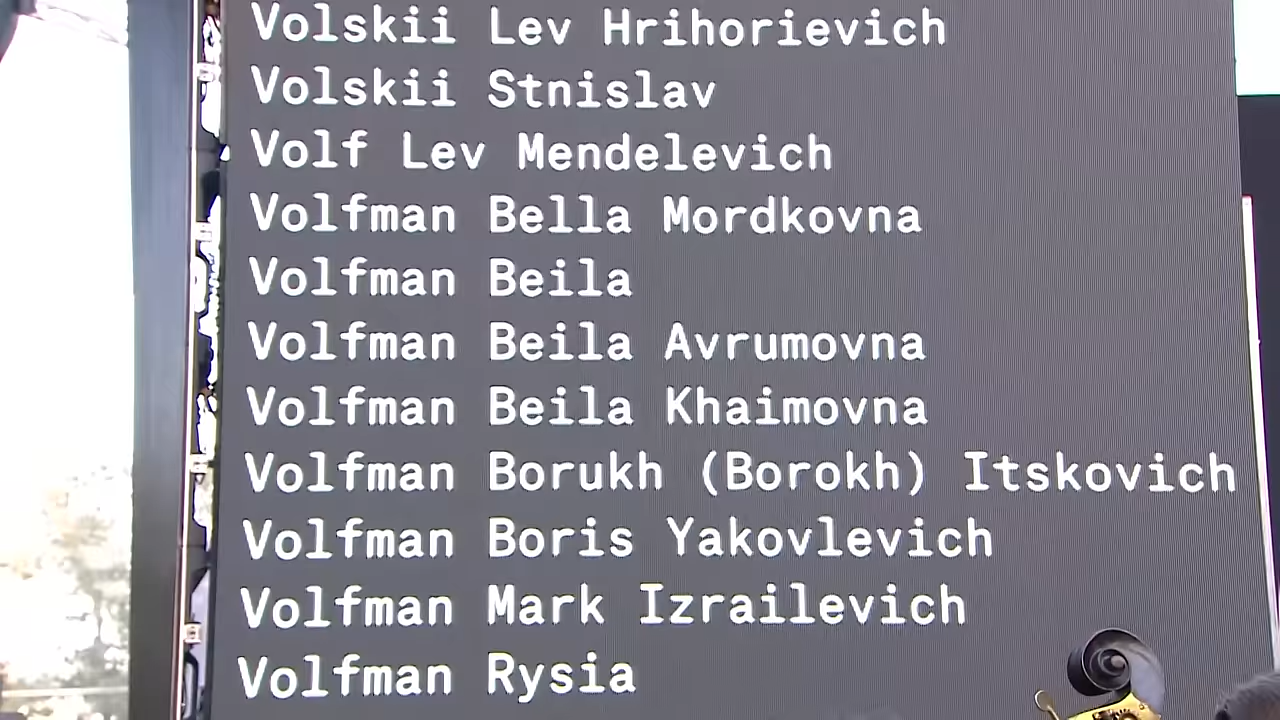 Volskii Lev Hrihorievich
Volskii Stnislav
Volf Lev Mendelevich
Volfman Bella Mordkovna
Volfman Beila
Volfman Beila Avrumovna
Volfman Beila Khaimovna
Volfman Borukh (Borokh) Itskovich
Volfman Boris Yakovlevich
Volfman Mark Izrailevich
Volfman Rysia